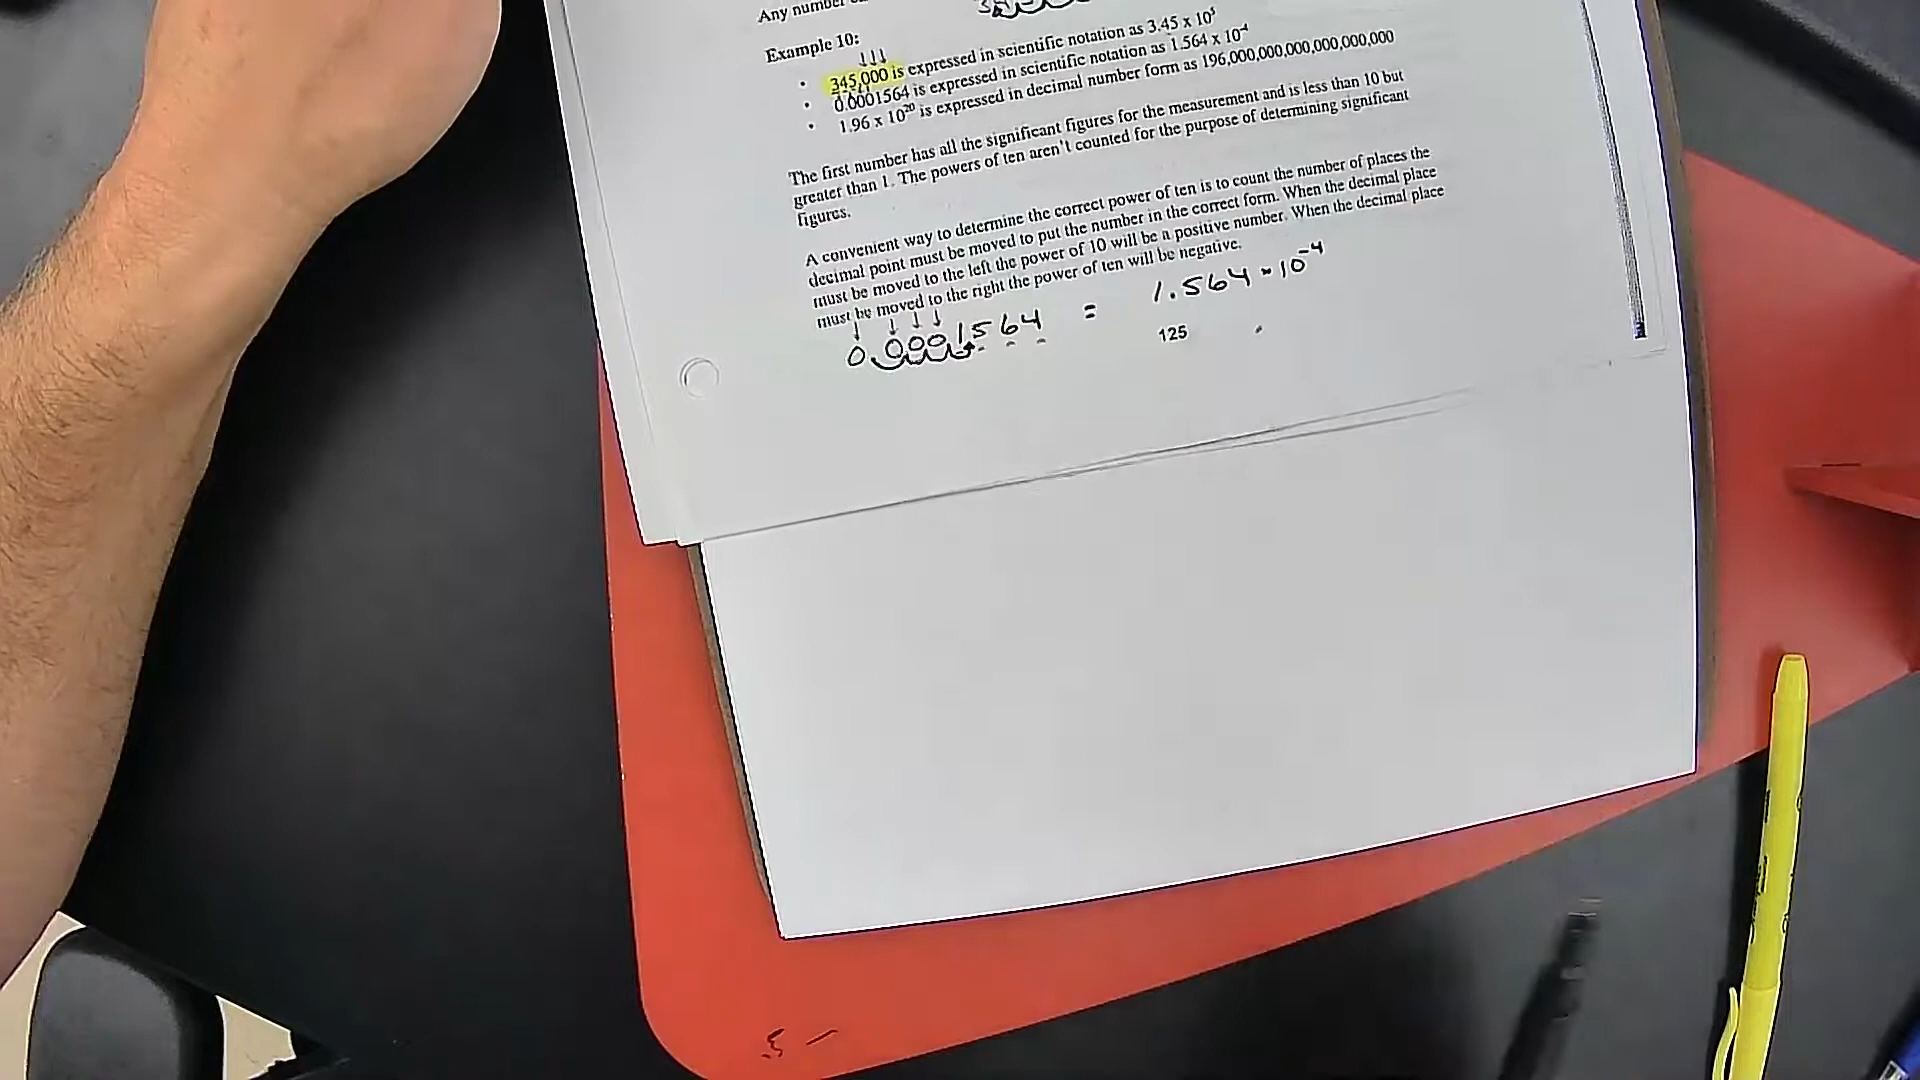 Any number
Example 10:
↓↓↓
• 345,000 is expressed in scientific notation as 3.45 x 10⁵
• 0.0001564 is expressed in scientific notation as 1.564 x 10⁻⁴
• 1.96 x 10²⁰ is expressed in decimal number form as 196,000,000,000,000,000,000
The first number has all the significant figures for the measurement and is less than 10 but
greater than 1. The powers of ten aren't counted for the purpose of determining significant
figures.
A convenient way to determine the correct power of ten is to count the number of places the
decimal point must be moved to put the number in the correct form. When the decimal place
must be moved to the left the power of 10 will be a positive number. When the decimal place
must be moved to the right the power of ten will be negative.
↓ ↓ ↓ ↓
0.0001564 = 1.564 × 10⁻⁴
125